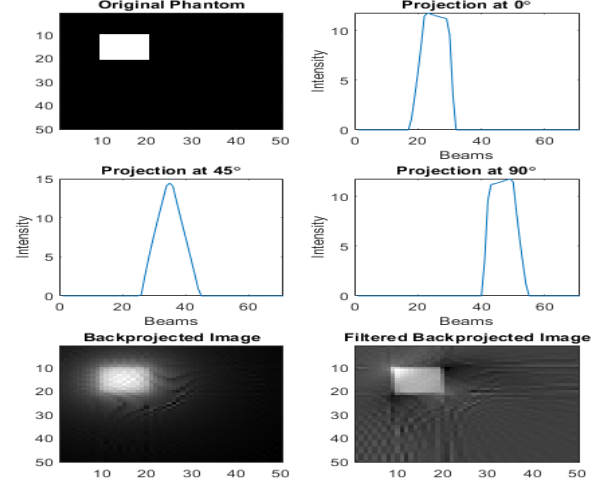 Original Phantom
10
20
30
40
50
10 20 30 40 50
Projection at 0°
10
5
0
0 20 40 60
Intensity
Beams
Projection at 45°
15
10
5
0
0 20 40 60
Intensity
Beams
Projection at 90°
10
5
0
0 20 40 60
Intensity
Beams
Backprojected Image
10
20
30
40
50
10 20 30 40 50
Filtered Backprojected Image
10
20
30
40
50
10 20 30 40 50